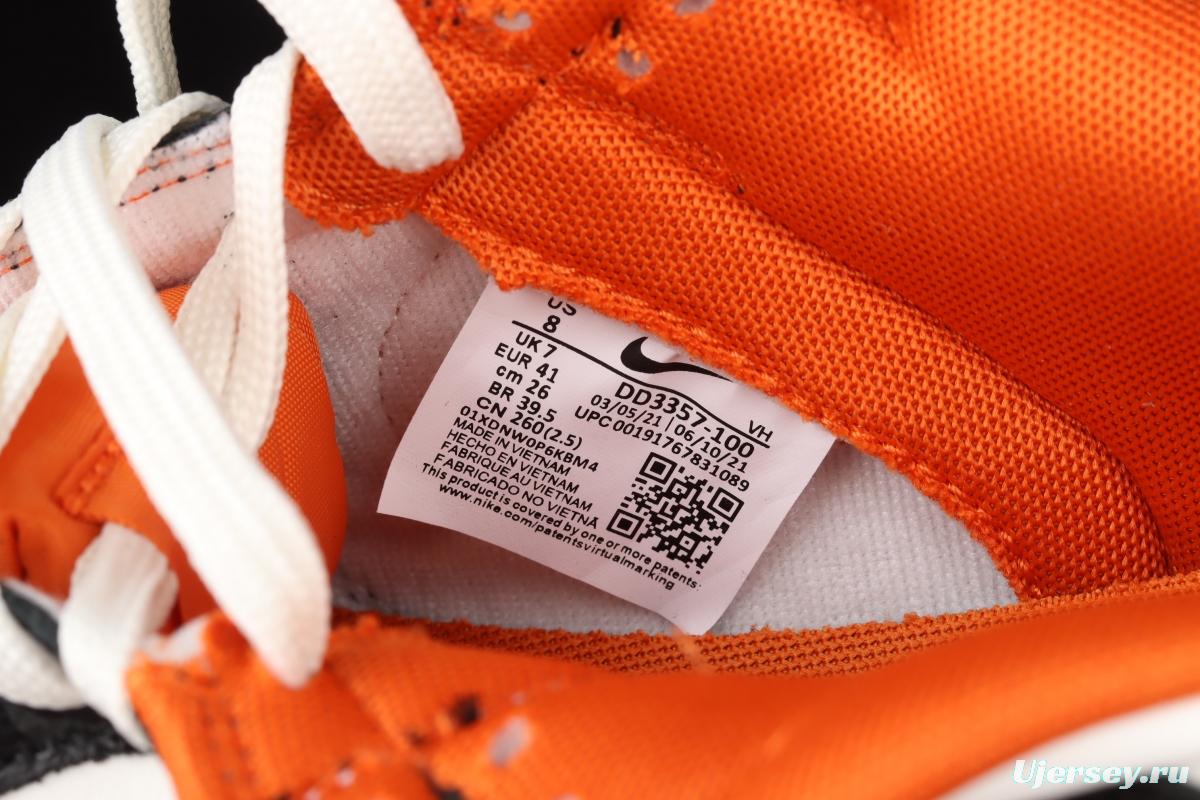 US
8
UK 7
EUR 41
cm 26
BR 39.5
CN 260(2.5)
01XDNW0P6KBM4
MADE IN VIETNAM
HECHO EN VIETNAM
FABRIQUE AU VIETNAM
FABRICADO NO VIETNÃ
This product is covered by one or more patents.
www.nike.com/patentsvirtualmarking
DD3357-100
VH
03/05/21 | 06/10/21
UPC 00191767831089
Ujersey.ru